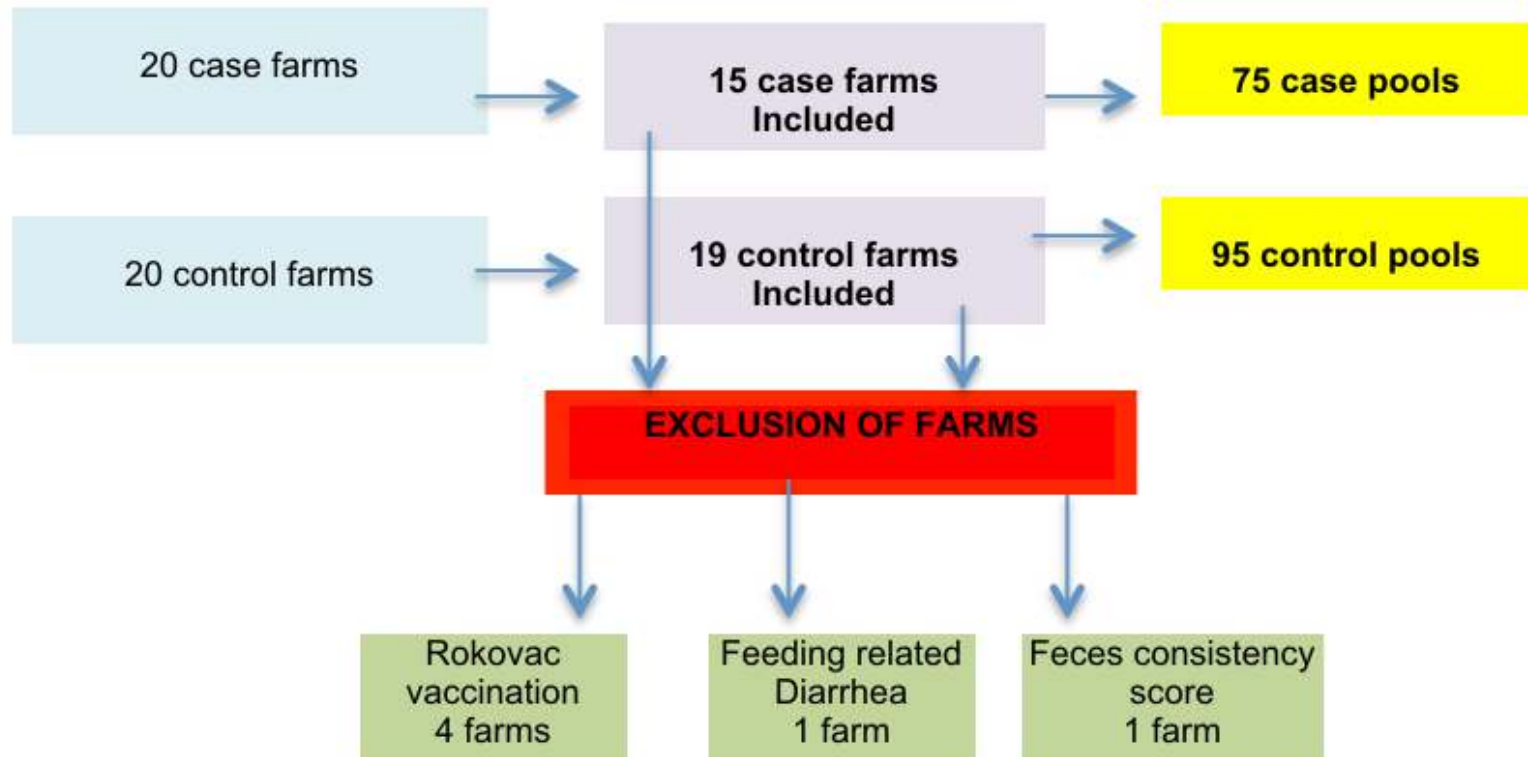 20 case farms
15 case farms
Included
75 case pools
20 control farms
19 control farms
Included
95 control pools
EXCLUSION OF FARMS
Rokovac
vaccination
4 farms
Feeding related
Diarrhea
1 farm
Feces consistency
score
1 farm